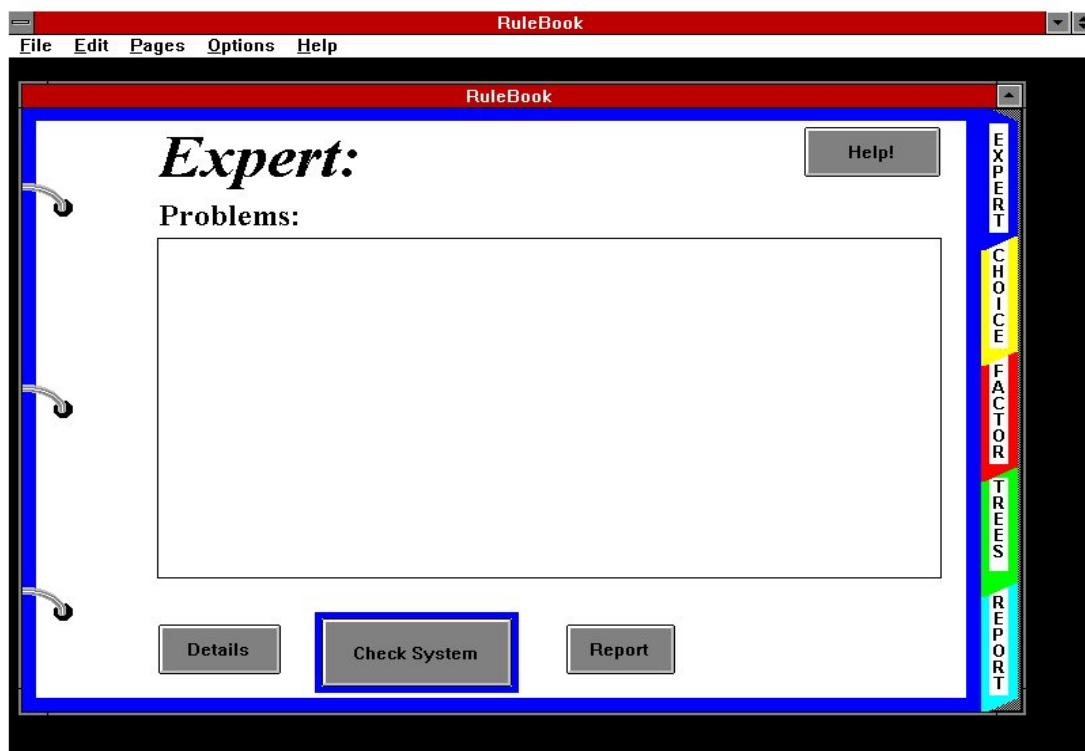 RuleBook
File Edit Pages Options Help
RuleBook
Expert:
Help!
Problems:
Details
Check System
Report
EXPERT
CHOICE
FACTOR
TREES
REPORT